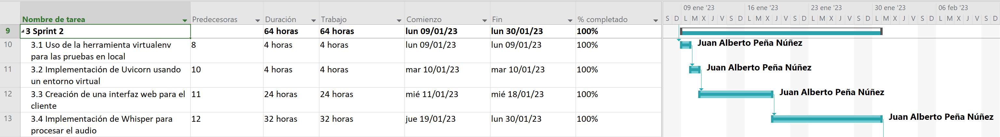 09 ene '23 16 ene '23 23 ene '23 30 ene '23 06 feb '23
Nombre de tarea Predecesoras Duración Trabajo Comienzo Fin % completado S D L M X J V S D L M X J V S D L M X J V S D L M X J V S D L M X J V S D
9 3 Sprint 2 64 horas 64 horas lun 09/01/23 lun 30/01/23 100%
10 3.1 Uso de la herramienta virtualenv 8 4 horas 4 horas lun 09/01/23 lun 09/01/23 100% Juan Alberto Peña Núñez
para las pruebas en local
11 3.2 Implementación de Uvicorn usando 10 4 horas 4 horas mar 10/01/23 mar 10/01/23 100% Juan Alberto Peña Núñez
un entorno virtual
12 3.3 Creación de una interfaz web para el 11 24 horas 24 horas mié 11/01/23 mié 18/01/23 100% Juan Alberto Peña Núñez
cliente
13 3.4 Implementación de Whisper para 12 32 horas 32 horas jue 19/01/23 lun 30/01/23 100% Juan Alberto Peña Núñez
procesar el audio